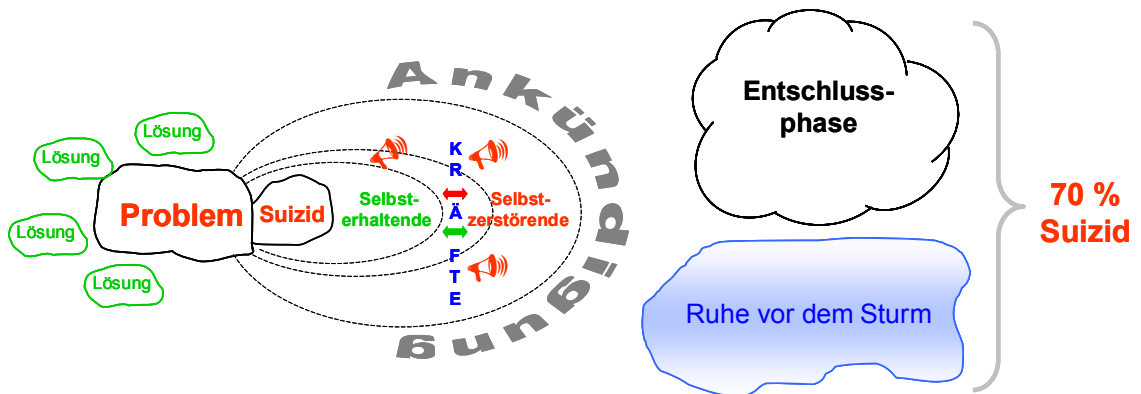 Ankündigung
Lösung
Lösung
Lösung
Lösung
Problem
Suizid
Selbst-
erhaltende
K
R
Ä
F
T
E
Selbst-
zerstörende
Entschluss-
phase
Ruhe vor dem Sturm
70 %
Suizid